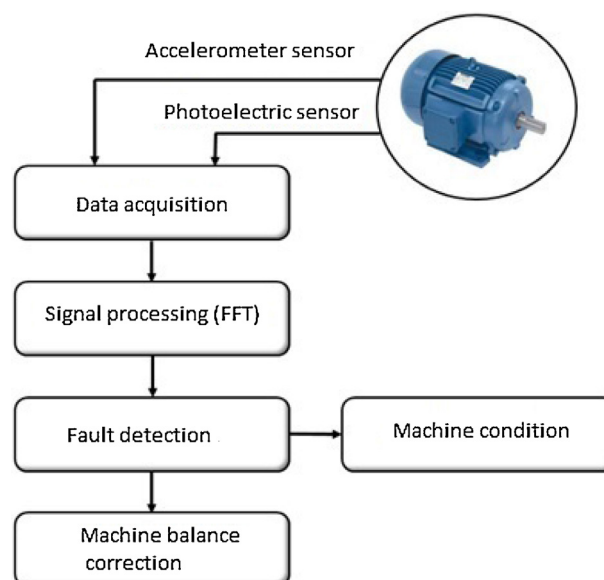 Accelerometer sensor
Photoelectric sensor
Data acquisition
Signal processing (FFT)
Fault detection
Machine condition
Machine balance
correction